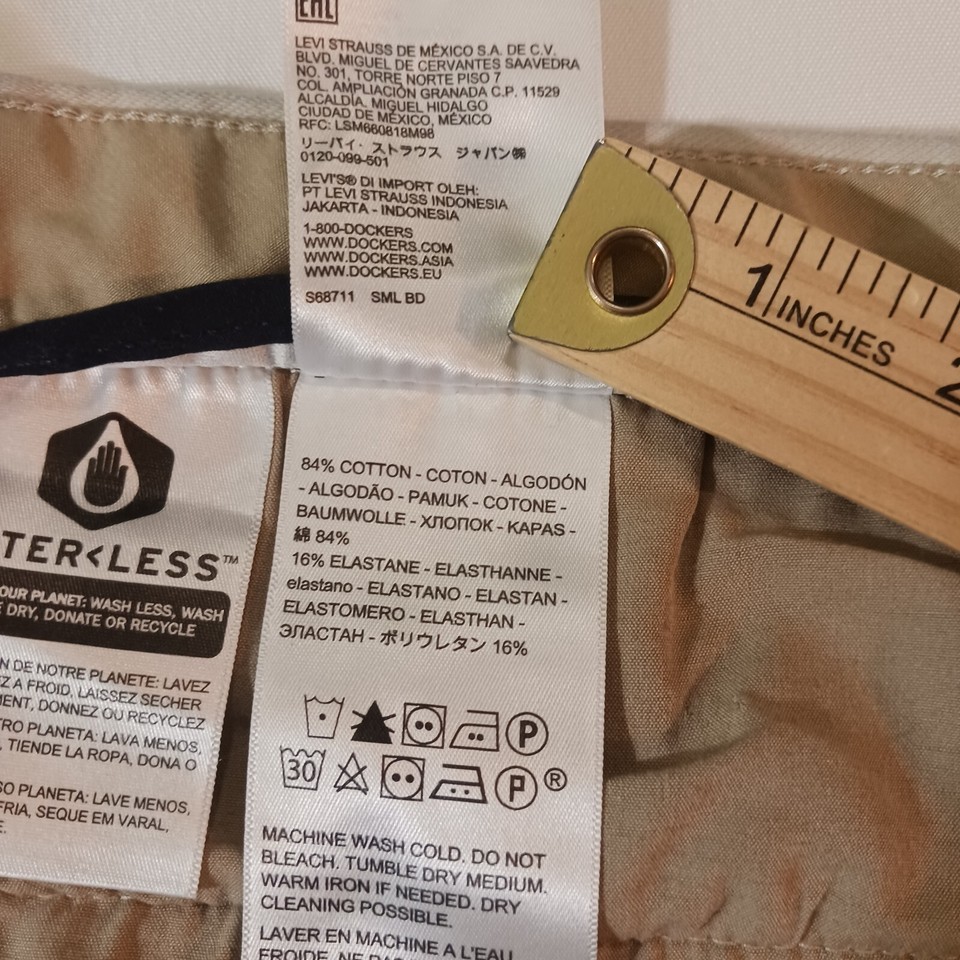 EAC
LEVI STRAUSS DE MÉXICO S.A. DE C.V.
BLVD. MIGUEL DE CERVANTES SAAVEDRA
NO. 301, TORRE NORTE PISO 7
COL. AMPLIACIÓN GRANADA C.P. 11529
ALCALDÍA. MIGUEL HIDALGO
CIUDAD DE MÉXICO, MÉXICO
RFC: LSM660818M98
リーバイ・ストラウス ジャパン㈱
0120-099-501
LEVI'S® DI IMPORT OLEH:
PT LEVI STRAUSS INDONESIA
JAKARTA - INDONESIA
1-800-DOCKERS
WWW.DOCKERS.COM
WWW.DOCKERS.ASIA
WWW.DOCKERS.EU
S68711 SML BD
1 INCHES
2
TER<LESS™
OUR PLANET: WASH LESS, WASH
DRY, DONATE OR RECYCLE
N DE NOTRE PLANETE: LAVEZ
Z A FROID, LAISSEZ SECHER
MENT, DONNEZ OU RECYCLEZ
TRO PLANETA: LAVA MENOS,
. TIENDE LA ROPA, DONA O
SO PLANETA: LAVE MENOS,
FRIA, SEQUE EM VARAL,
84% COTTON - COTON - ALGODÓN
- ALGODÃO - PAMUK - COTONE -
BAUMWOLLE - ХЛОПОК - KAPAS -
綿 84%
16% ELASTANE - ELASTHANNE -
elastano - ELASTANO - ELASTAN -
ELASTOMERO - ELASTHAN -
ЭЛАСТАН - ポリウレタン 16%
P
30 P ®
MACHINE WASH COLD. DO NOT
BLEACH. TUMBLE DRY MEDIUM.
WARM IRON IF NEEDED. DRY
CLEANING POSSIBLE.
LAVER EN MACHINE A L'EAU
FROIDE. NE PAS